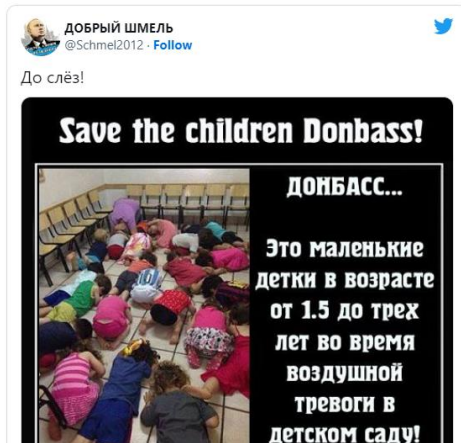 ДОБРЫЙ ШМЕЛЬ
@Schmel2012 · Follow
До слёз!
Save the children Donbass!
ДОНБАСС...
Это маленькие
детки в возрасте
от 1.5 до трех
лет во время
воздушной
тревоги в
детском саду!